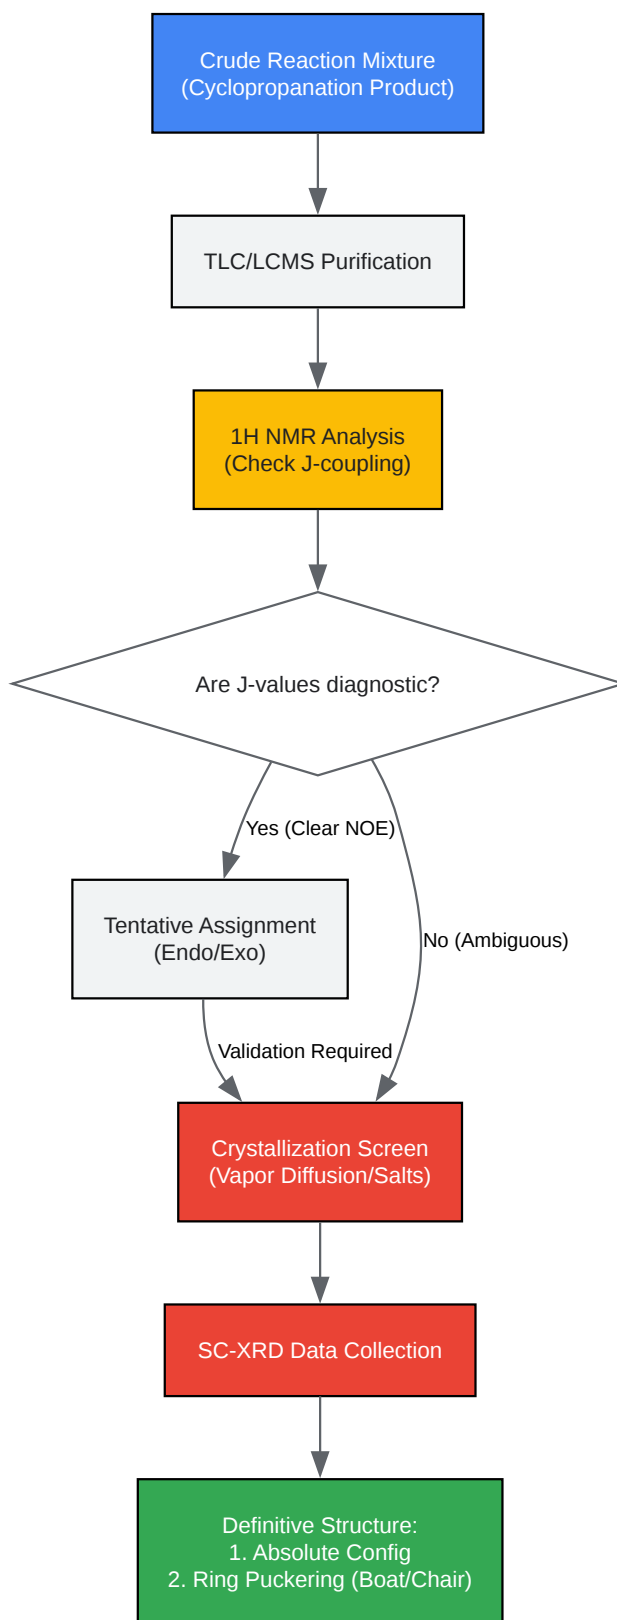 Crude Reaction Mixture
(Cyclopropanation Product)
TLC/LCMS Purification
1H NMR Analysis
(Check J-coupling)
Are J-values diagnostic?
Yes (Clear NOE)
Tentative Assignment
(Endo/Exo)
No (Ambiguous)
Validation Required
Crystallization Screen
(Vapor Diffusion/Salts)
SC-XRD Data Collection
Definitive Structure:
1. Absolute Config
2. Ring Puckering (Boat/Chair)